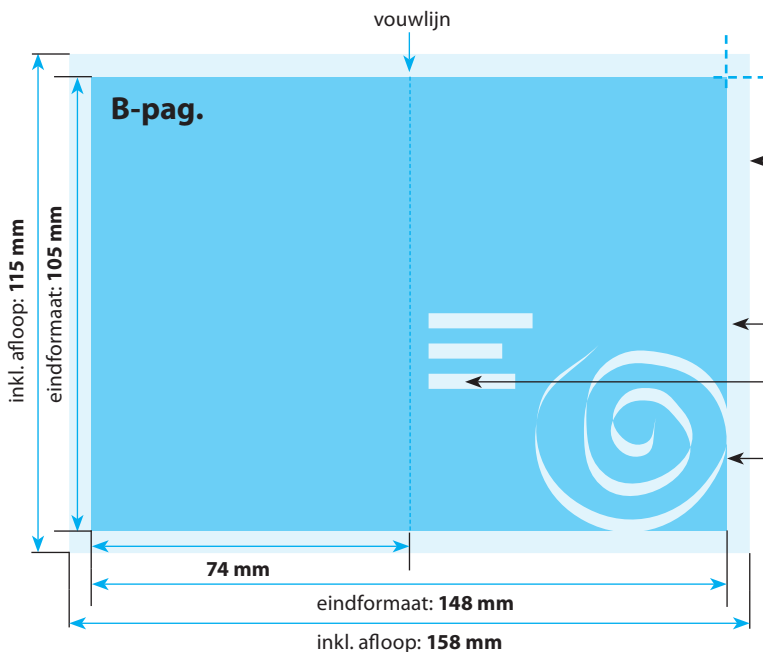 vouwlijn
B-pag.
inkl. afloop: 115 mm
eindformaat: 105 mm
74 mm
eindformaat: 148 mm
inkl. afloop: 158 mm